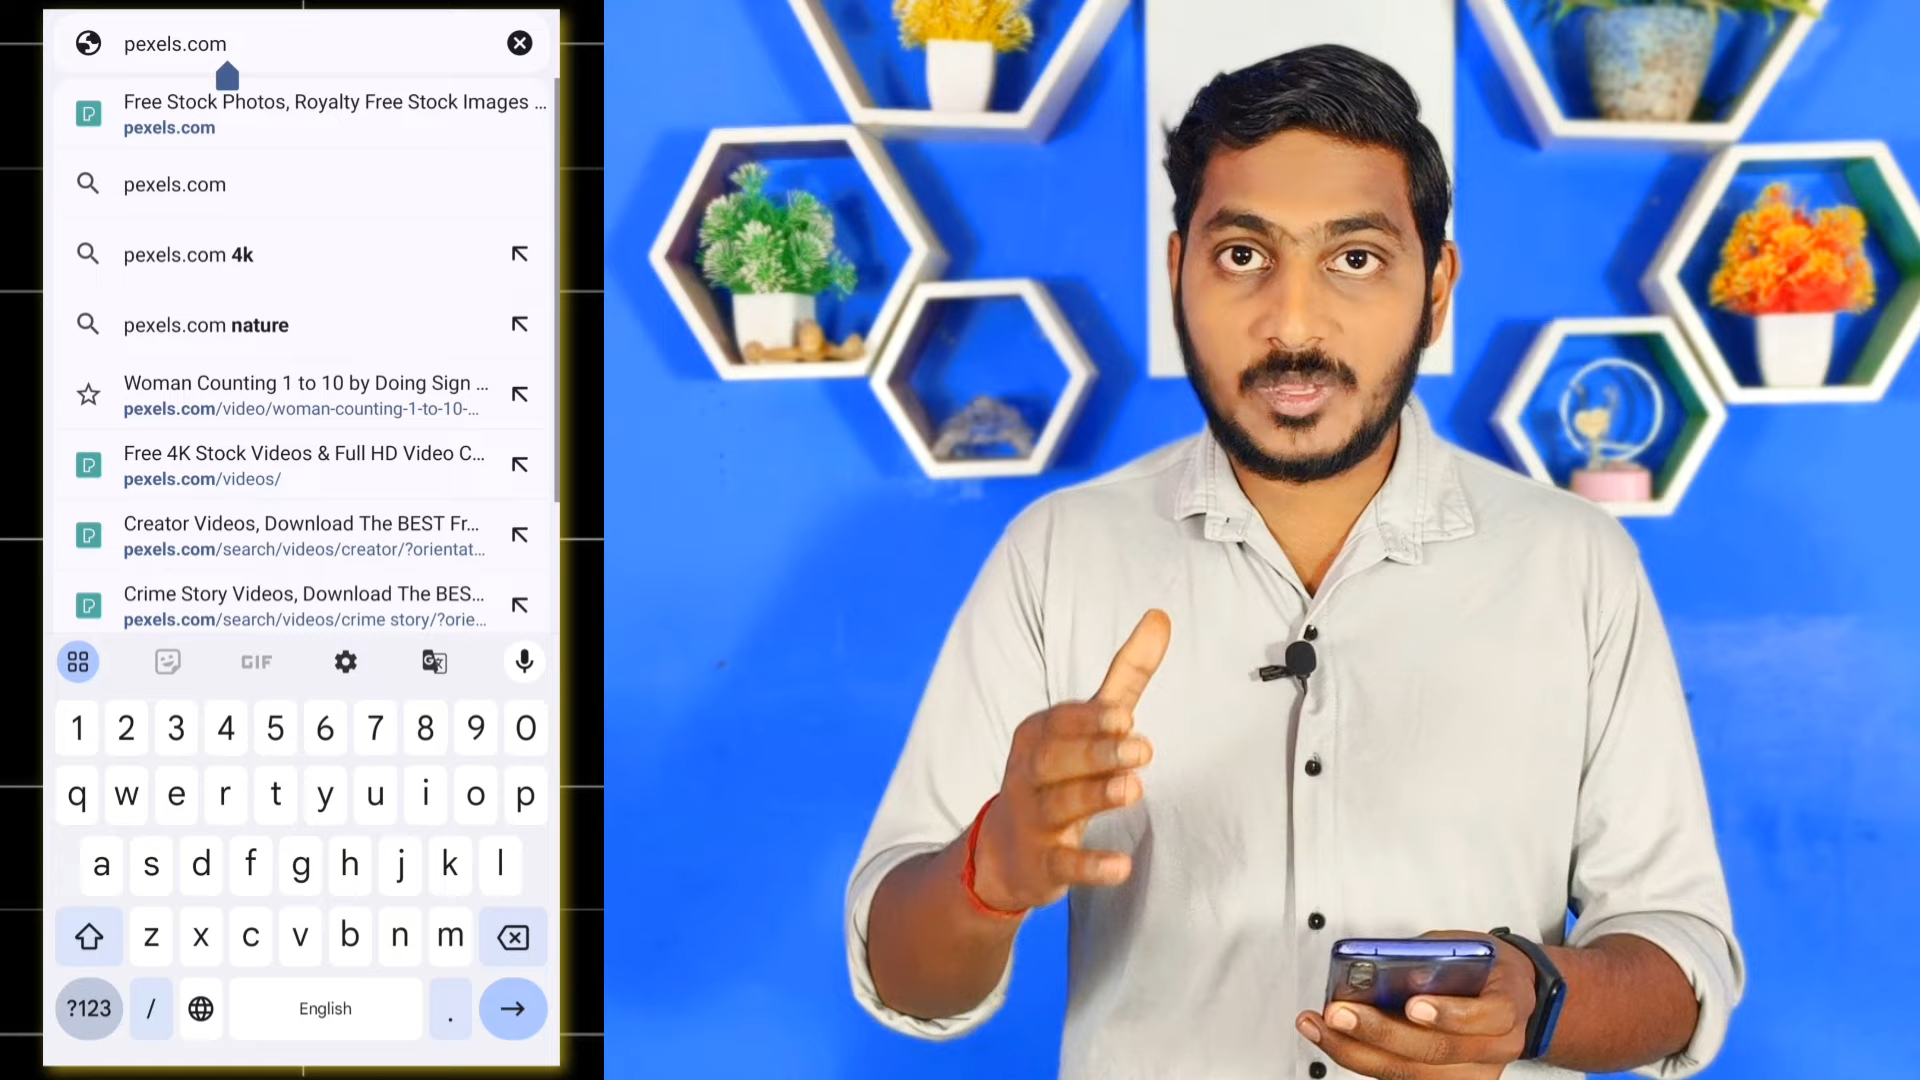 pexels.com
Free Stock Photos, Royalty Free Stock Images ...
pexels.com
pexels.com
pexels.com 4k
pexels.com nature
Woman Counting 1 to 10 by Doing Sign ...
pexels.com/video/woman-counting-1-to-10-...
Free 4K Stock Videos & Full HD Video C...
pexels.com/videos/
Creator Videos, Download The BEST Fr...
pexels.com/search/videos/creator/?orientat...
Crime Story Videos, Download The BES...
pexels.com/search/videos/crime story/?orie...
GIF
1 2 3 4 5 6 7 8 9 0
q w e r t y u i o p
a s d f g h j k l
z x c v b n m
?123 / English .